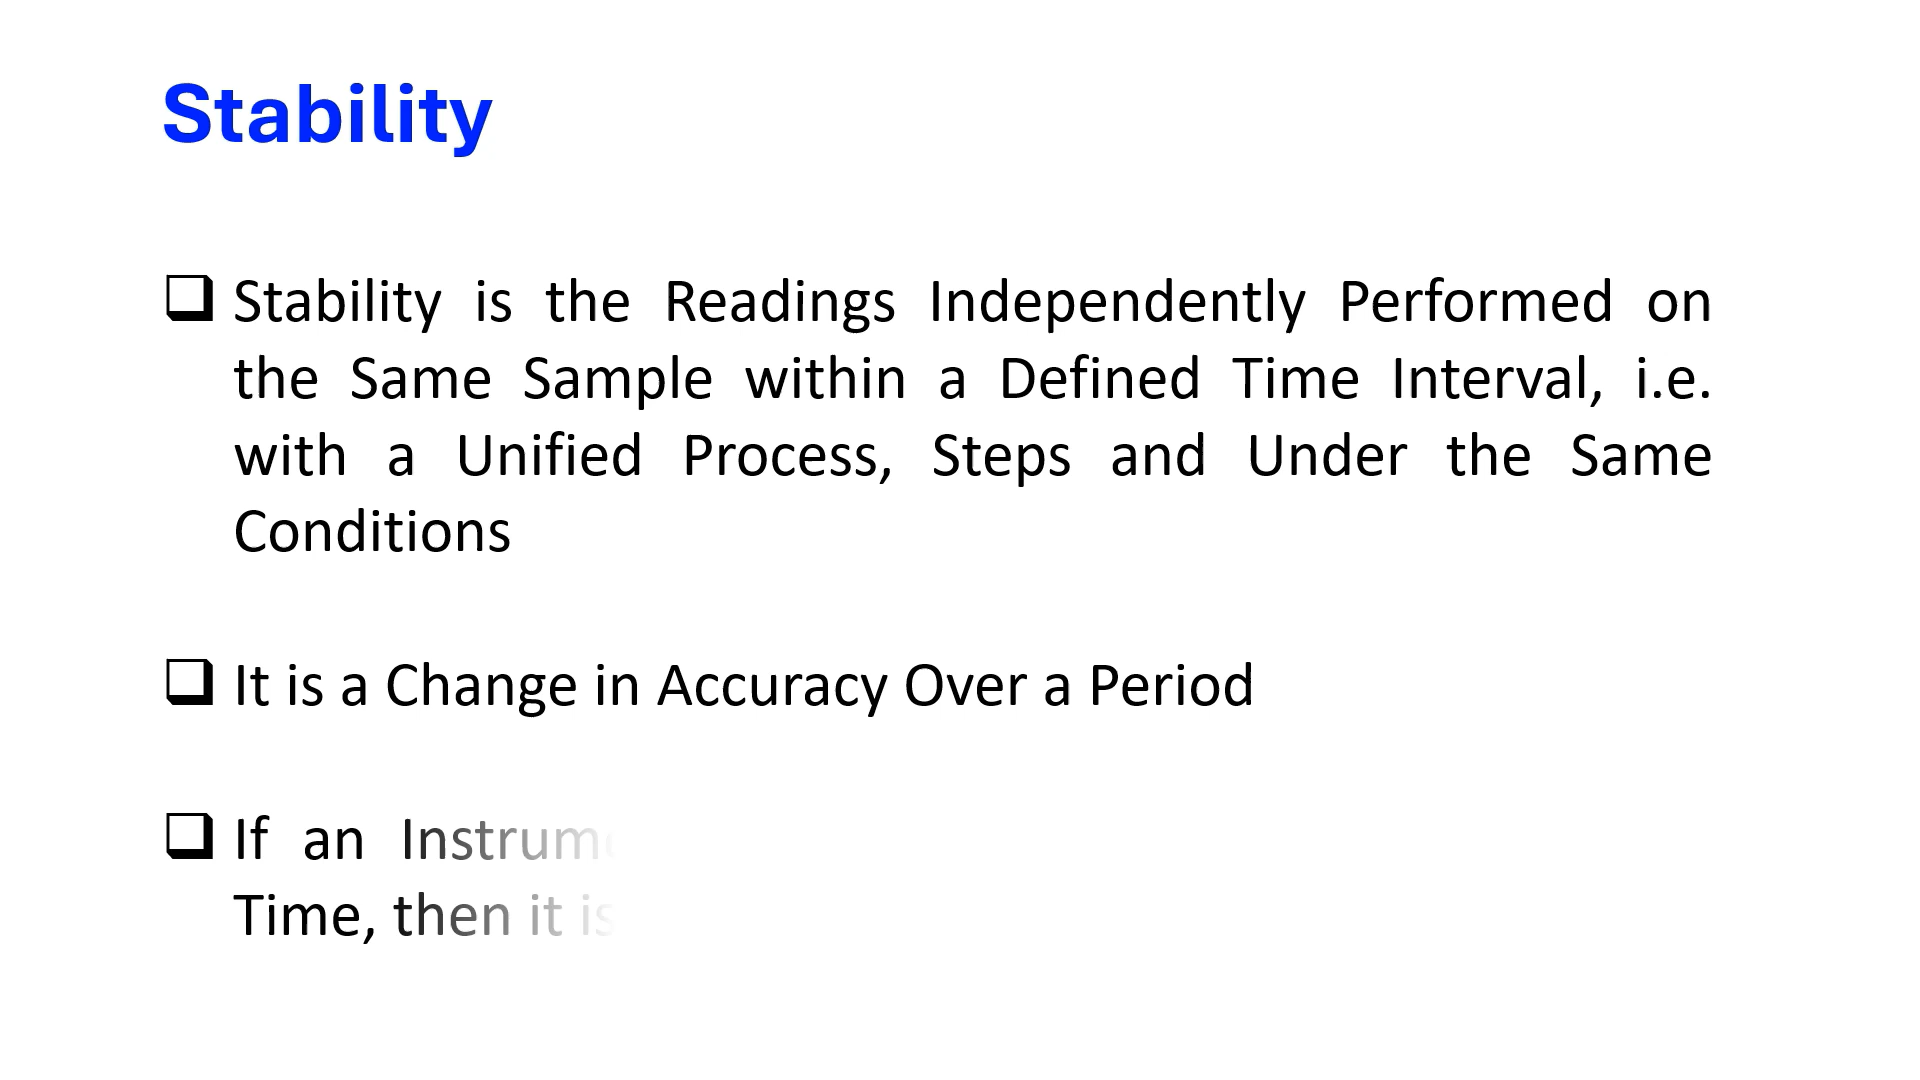 Stability
Stability is the Readings Independently Performed on
the Same Sample within a Defined Time Interval, i.e.
with a Unified Process, Steps and Under the Same
Conditions
It is a Change in Accuracy Over a Period
If an
Time, then it is